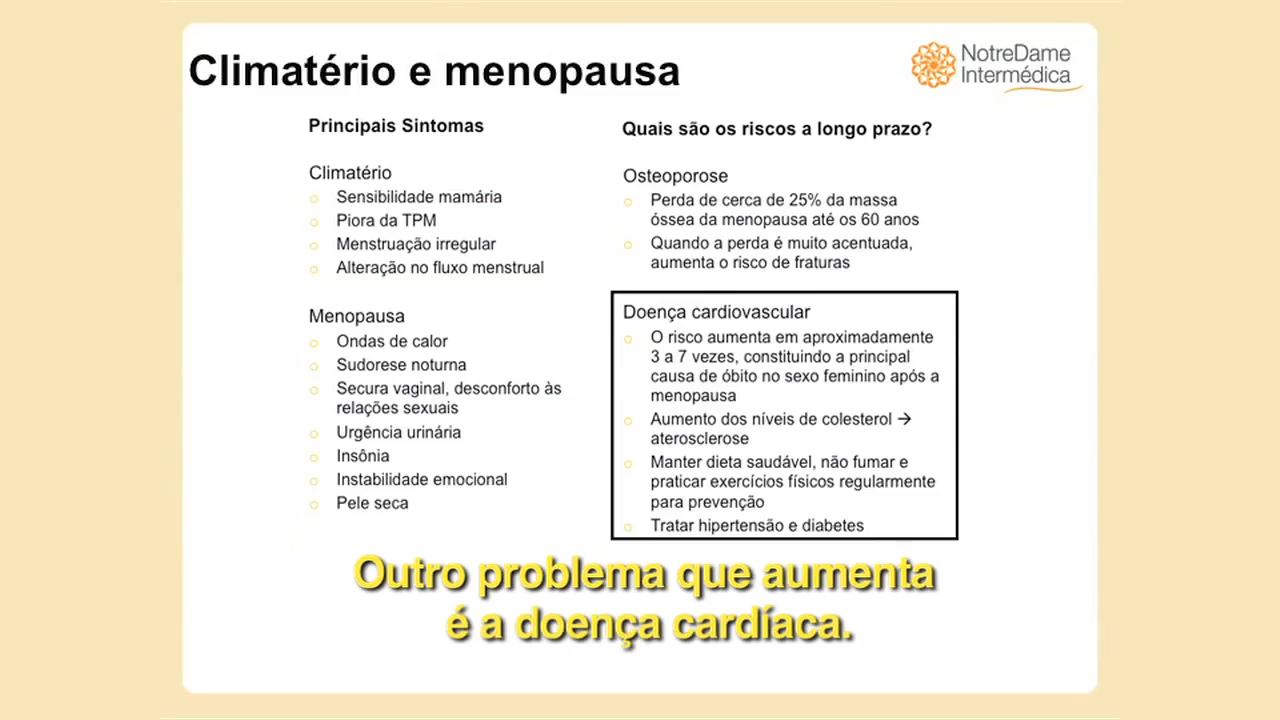 Climatério e menopausa
NotreDame
Intermédica
Principais Sintomas
Climatério
Sensibilidade mamária
Piora da TPM
Menstruação irregular
Alteração no fluxo menstrual
Menopausa
Ondas de calor
Sudorese noturna
Secura vaginal, desconforto às
relações sexuais
Urgência urinária
Insônia
Instabilidade emocional
Pele seca
Quais são os riscos a longo prazo?
Osteoporose
Perda de cerca de 25% da massa
óssea da menopausa até os 60 anos
Quando a perda é muito acentuada,
aumenta o risco de fraturas
Doença cardiovascular
O risco aumenta em aproximadamente
3 a 7 vezes, constituindo a principal
causa de óbito no sexo feminino após a
menopausa
Aumento dos níveis de colesterol →
aterosclerose
Manter dieta saudável, não fumar e
praticar exercícios físicos regularmente
para prevenção
Tratar hipertensão e diabetes
Outro problema que aumenta
é a doença cardíaca.